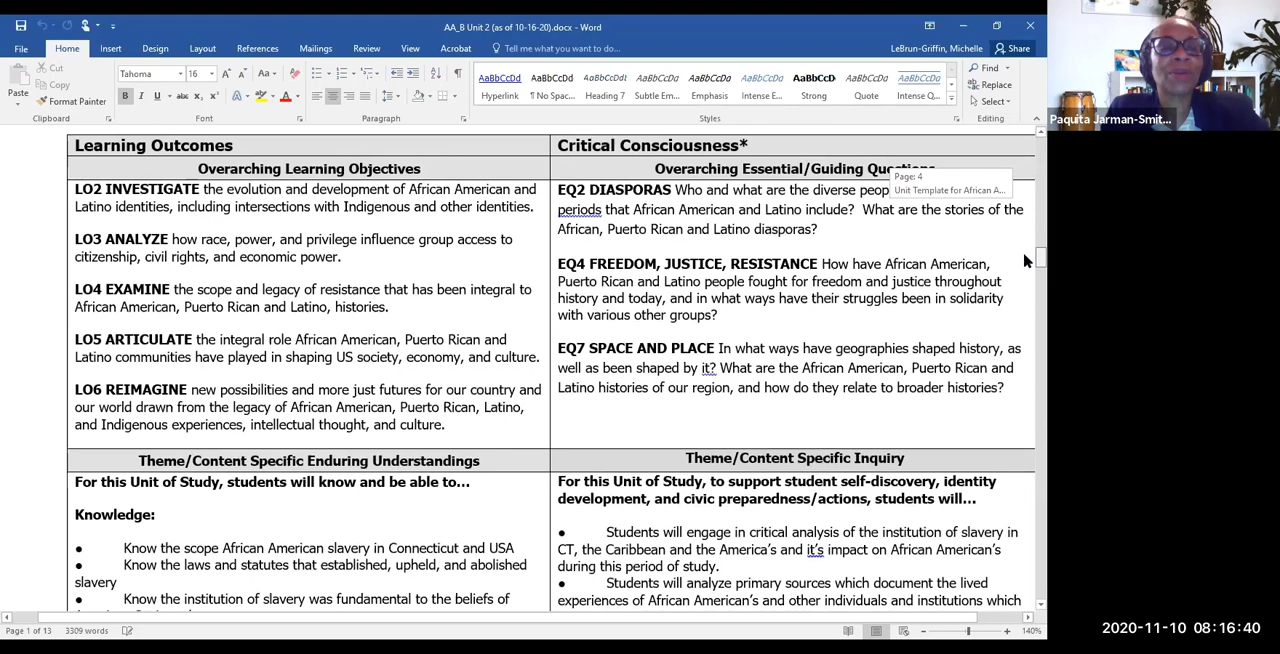 AA_B Unit 2 (as of 10-16-20).docx - Word
File Home Insert Design Layout References Mailings Review View Acrobat Tell me what you want to do... LeBrun-Griffin, Michelle Share
Paste
Cut
Copy
Format Painter
Clipboard
Tahoma 16
Font
Paragraph
AaBbCcDd AaBbCcDd AaBbCcDd AaBbCcDd AaBbCcDd AaBbCcDd AaBbCcD AaBbCcDd AaBbCcDd
Hyperlink ¶ No Spac... Heading 7 Subtle Em... Emphasis Intense E... Strong Quote Intense Q...
Styles
Find
Replace
Select
Editing
Paquita Jarman-Smit...
Learning Outcomes
Overarching Learning Objectives
LO2 INVESTIGATE the evolution and development of African American and
Latino identities, including intersections with Indigenous and other identities.
LO3 ANALYZE how race, power, and privilege influence group access to
citizenship, civil rights, and economic power.
LO4 EXAMINE the scope and legacy of resistance that has been integral to
African American, Puerto Rican and Latino, histories.
LO5 ARTICULATE the integral role African American, Puerto Rican and
Latino communities have played in shaping US society, economy, and culture.
LO6 REIMAGINE new possibilities and more just futures for our country and
our world drawn from the legacy of African American, Puerto Rican, Latino,
and Indigenous experiences, intellectual thought, and culture.
Theme/Content Specific Enduring Understandings
For this Unit of Study, students will know and be able to...
Knowledge:
● Know the scope African American slavery in Connecticut and USA
● Know the laws and statutes that established, upheld, and abolished
slavery
● Know the institution of slavery was fundamental to the beliefs of
Critical Consciousness*
Overarching Essential/Guiding Questions
Page: 4
Unit Template for African A...
EQ2 DIASPORAS Who and what are the diverse peop
periods that African American and Latino include? What are the stories of the
African, Puerto Rican and Latino diasporas?
EQ4 FREEDOM, JUSTICE, RESISTANCE How have African American,
Puerto Rican and Latino people fought for freedom and justice throughout
history and today, and in what ways have their struggles been in solidarity
with various other groups?
EQ7 SPACE AND PLACE In what ways have geographies shaped history, as
well as been shaped by it? What are the African American, Puerto Rican and
Latino histories of our region, and how do they relate to broader histories?
Theme/Content Specific Inquiry
For this Unit of Study, to support student self-discovery, identity
development, and civic preparedness/actions, students will...
● Students will engage in critical analysis of the institution of slavery in
CT, the Caribbean and the America's and it's impact on African American's
during this period of study.
● Students will analyze primary sources which document the lived
experiences of African American's and other individuals and institutions which
Page 1 of 13 3309 words 140%
2020-11-10 08:16:40